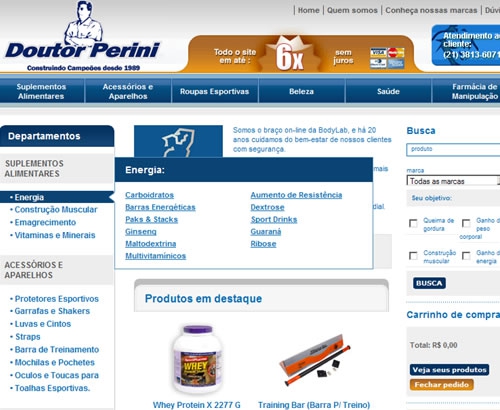 | Home | Quem somos | Conheça nossas marcas | Dúvi
Doutor Perini
Construindo Campeões desde 1989
Todo o site
em até :
6x
sem
juros
Atendimento ao
cliente:
(21) 3813-6071
Suplementos
Alimentares
Acessórios e
Aparelhos
Roupas Esportivas
Beleza
Saúde
Farmácia de
Manipulação
Departamentos
SUPLEMENTOS
ALIMENTARES
• Energia
• Construção Muscular
• Emagrecimento
• Vitaminas e Minerais
ACESSÓRIOS E
APARELHOS
• Protetores Esportivos
• Garrafas e Shakers
• Luvas e Cintos
• Straps
• Barra de Treinamento
• Mochilas e Pochetes
• Oculos e Toucas para
• Toalhas Esportivas.
Somos o braço on-line da BodyLab, e há 20
anos cuidamos do bem-estar de nossos clientes
com segurança.
mais
dial.
Energia:
Carboidratos
Barras Energéticas
Paks & Stacks
Ginseng
Maltodextrina
Multivitamínicos
Aumento de Resistência
Dextrose
Sport Drinks
Guaraná
Ribose
Produtos em destaque
WHEY
Whey Protein X 2277 G
Training Bar (Barra P/ Treino)
Busca
produto
marca
Todas as marcas
Seu objetivo:
Queima de
gordura
Ganho d
peso
corporal
Construção
muscular
Ganho d
energia
BUSCA
Carrinho de compra
Total: R$ 0,00
Veja seus produtos
Fechar pedido